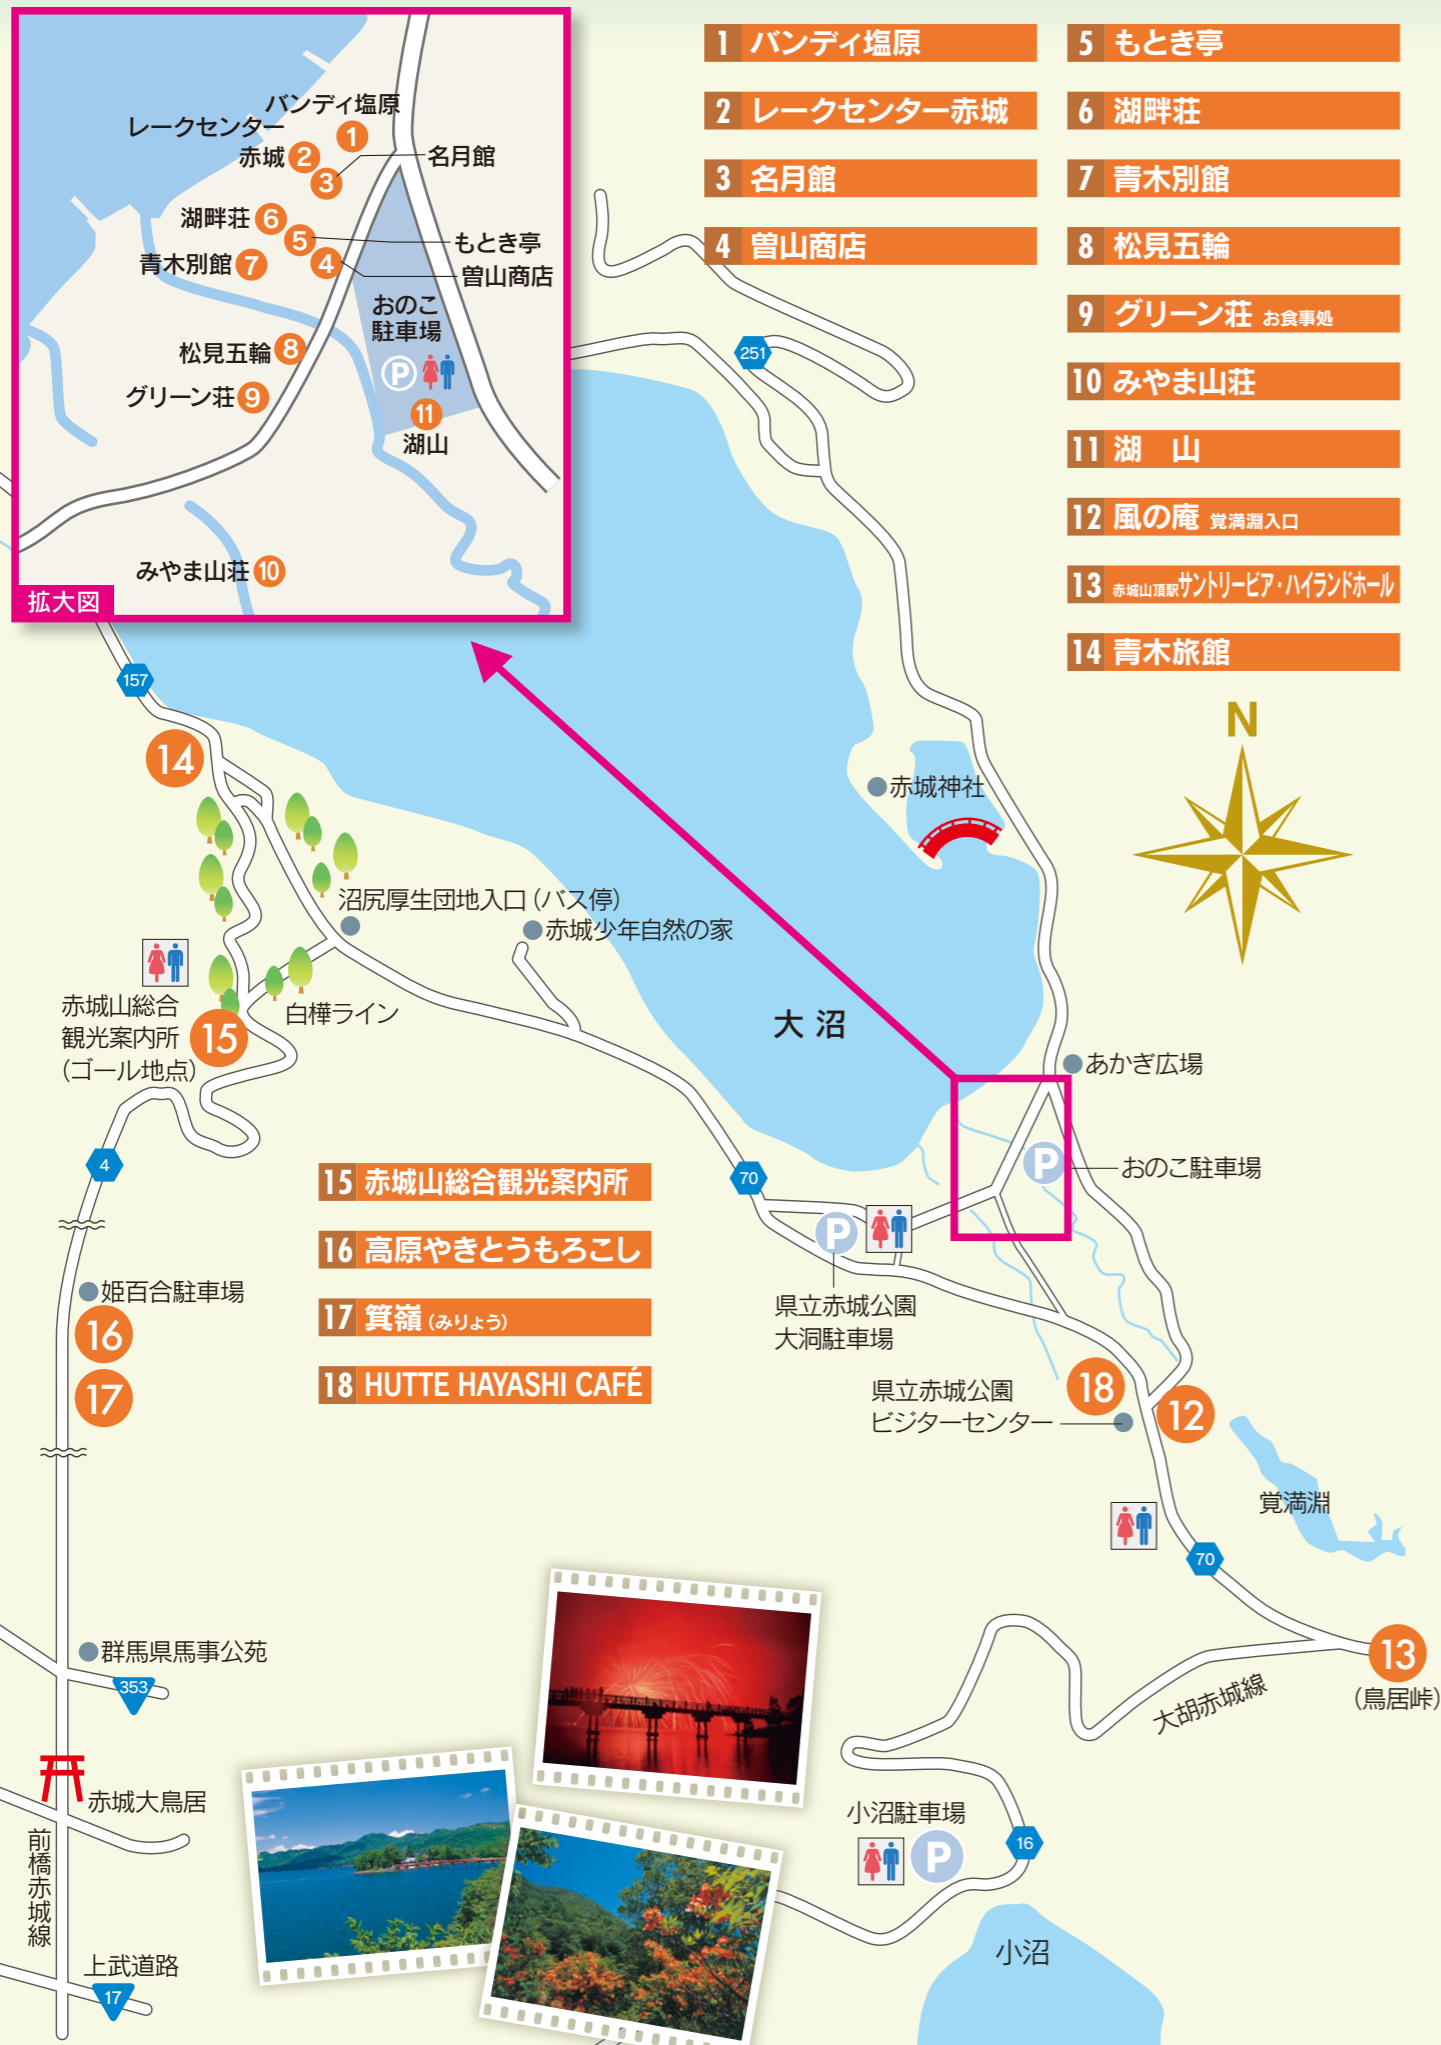 バンディ塩原
1
レークセンター
赤城
2
3
名月館
湖畔荘
6
5
もとき亭
青木別館
7
4
曽山商店
おのこ
駐車場
P
松見五輪
8
グリーン荘
9
11
湖山
みやま山荘
10
拡大図
1 バンディ塩原
2 レークセンター赤城
3 名月館
4 曽山商店
5 もとき亭
6 湖畔荘
7 青木別館
8 松見五輪
9 グリーン荘 お食事処
10 みやま山荘
11 湖 山
12 風の庵 覚満淵入口
13 赤城山頂駅サントリービア・ハイランドホール
14 青木旅館
251
157
14
N
赤城神社
沼尻厚生団地入口(バス停)
赤城少年自然の家
赤城山総合
観光案内所
(ゴール地点)
15
白樺ライン
大 沼
あかぎ広場
4
70
P
おのこ駐車場
P
15 赤城山総合観光案内所
16 高原やきとうもろこし
17 箕嶺(みりょう)
18 HUTTE HAYASHI CAFÉ
姫百合駐車場
16
17
県立赤城公園
大洞駐車場
県立赤城公園
ビジターセンター
18
12
覚満淵
70
群馬県馬事公苑
353
13
(鳥居峠)
大胡赤城線
赤城大鳥居
前橋赤城線
小沼駐車場
P
16
上武道路
17
小沼